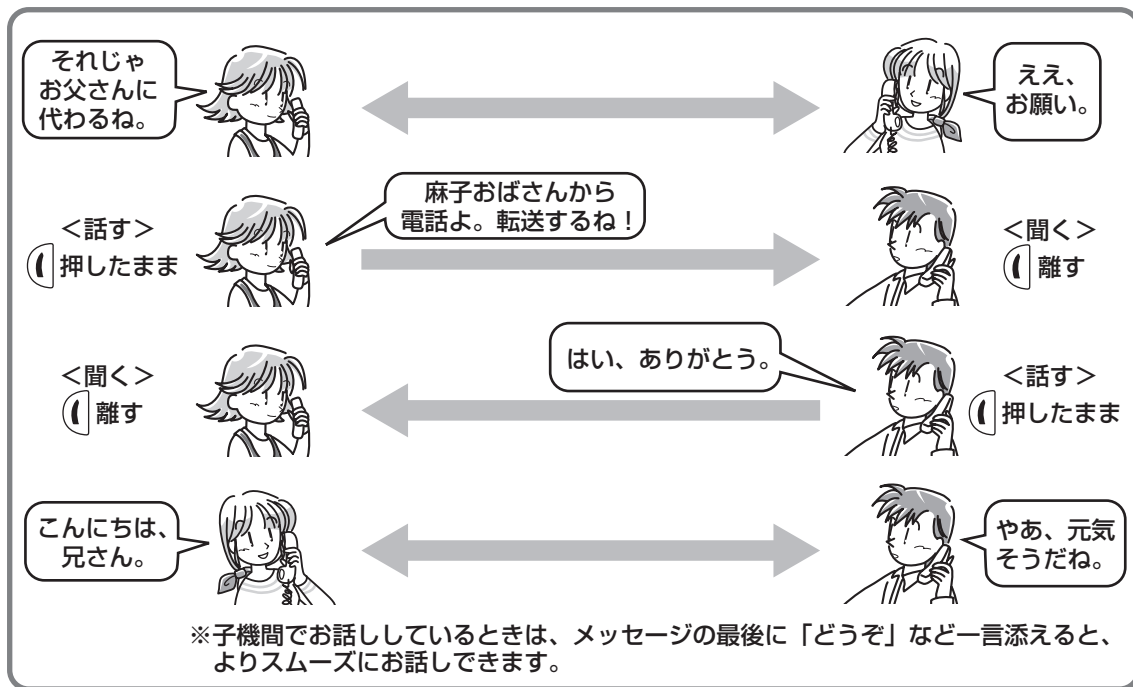 それじゃ
お父さんに
代わるね。
ええ、
お願い。
麻子おばさんから
電話よ。転送するね！
＜話す＞
押したまま
＜聞く＞
離す
はい、ありがとう。
＜聞く＞
離す
＜話す＞
押したまま
こんにちは、
兄さん。
やあ、元気
そうだね。
※子機間でお話ししているときは、メッセージの最後に「どうぞ」など一言添えると、
よりスムーズにお話しできます。